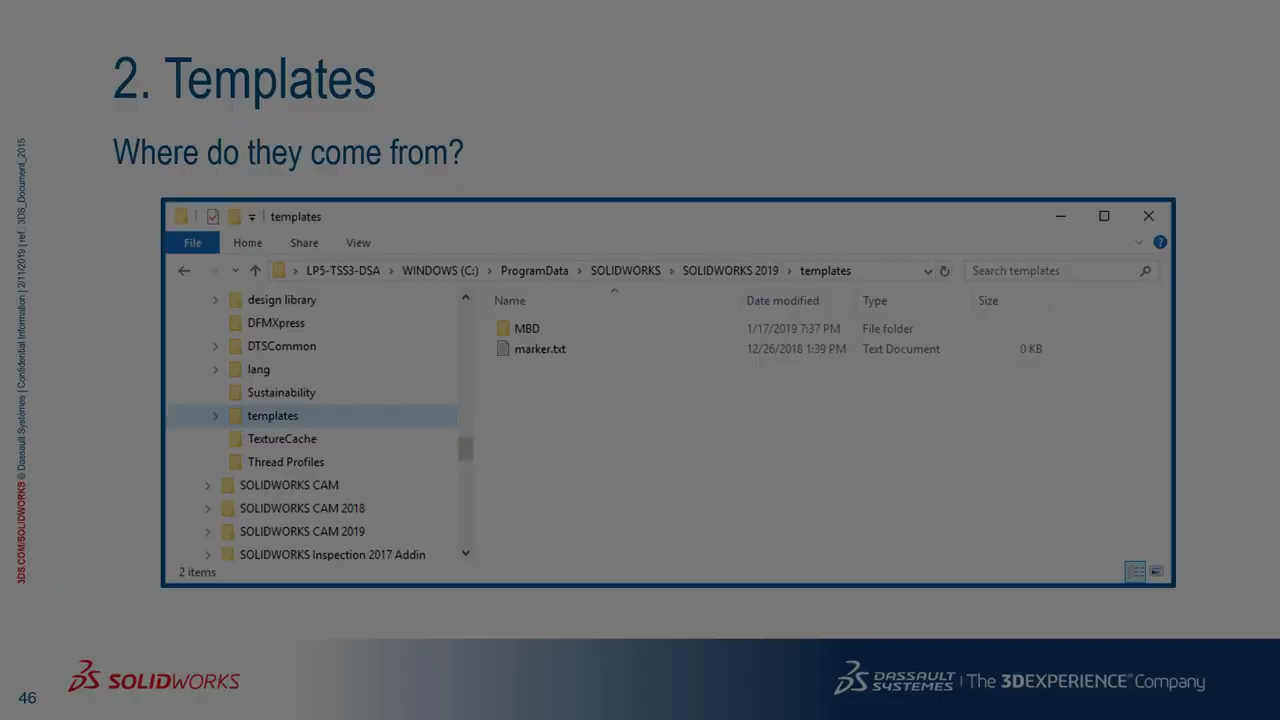 2. Templates
Where do they come from?
templates
File Home Share View
LP5-TSS3-DSA WINDOWS (C:) ProgramData SOLIDWORKS SOLIDWORKS 2019 templates Search templates
Name Date modified Type Size
design library
DFMXpress
DTSCommon
lang
Sustainability
templates
TextureCache
Thread Profiles
SOLIDWORKS CAM
SOLIDWORKS CAM 2018
SOLIDWORKS CAM 2019
SOLIDWORKS Inspection 2017 Addin
MBD 1/17/2019 7:37 PM File folder
marker.txt 12/26/2018 1:39 PM Text Document 0 KB
2 items
3DS.COM/SOLIDWORKS © Dassault Systèmes | Confidential Information | 2/11/2019 | ref.: 3DS_Document_2015
46
SOLIDWORKS
DASSAULT SYSTEMES | The 3DEXPERIENCE® Company